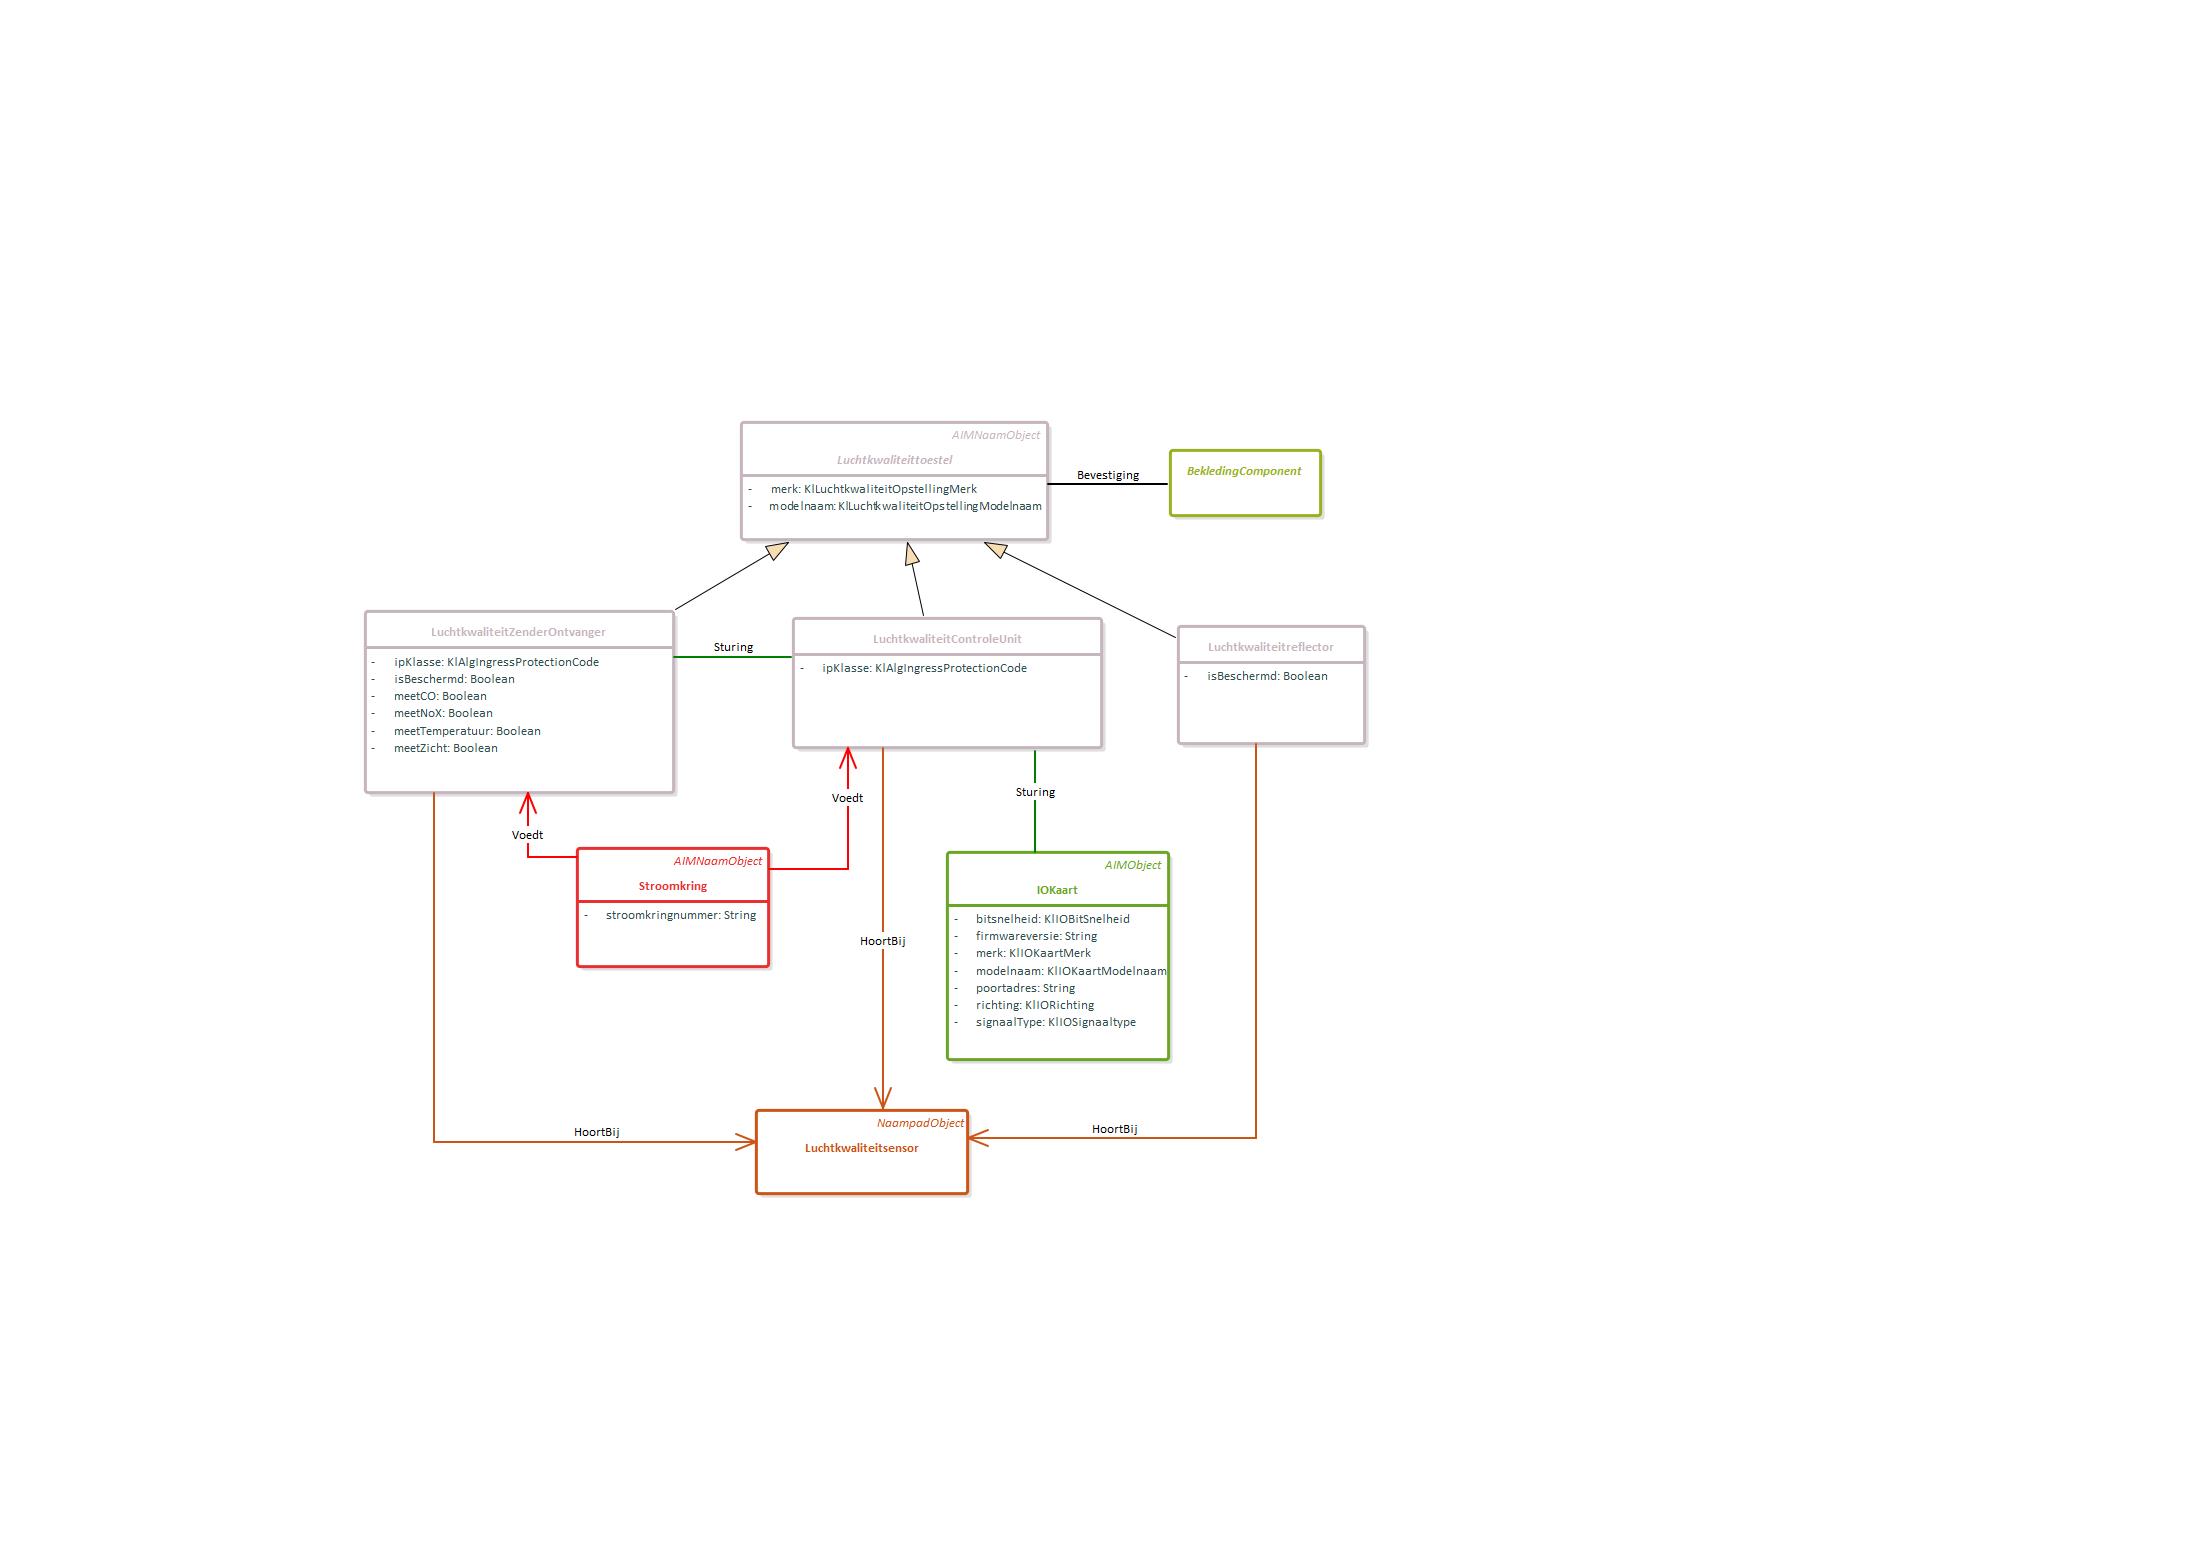 AIMNaamObject
Luchtkwaliteittoestel
- merk: KlLuchtkwaliteitOpstellingMerk
- modelnaam: KlLuchtkwaliteitOpstellingModelnaam
Bevestiging
BekledingComponent
LuchtkwaliteitZenderOntvanger
- ipKlasse: KlAlgIngressProtectionCode
- isBeschermd: Boolean
- meetCO: Boolean
- meetNoX: Boolean
- meetTemperatuur: Boolean
- meetZicht: Boolean
Sturing
LuchtkwaliteitControleUnit
- ipKlasse: KlAlgIngressProtectionCode
Luchtkwaliteitreflector
- isBeschermd: Boolean
Voedt
Voedt
Sturing
AIMNaamObject
Stroomkring
- stroomkringnummer: String
HoortBij
AIMObject
IOKaart
- bitsnelheid: KlIOBitSnelheid
- firmwareversie: String
- merk: KlIOKaartMerk
- modelnaam: KlIOKaartModelnaam
- poortadres: String
- richting: KlIORichting
- signaalType: KlIOSignaaltype
HoortBij
NaampadObject
Luchtkwaliteitsensor
HoortBij